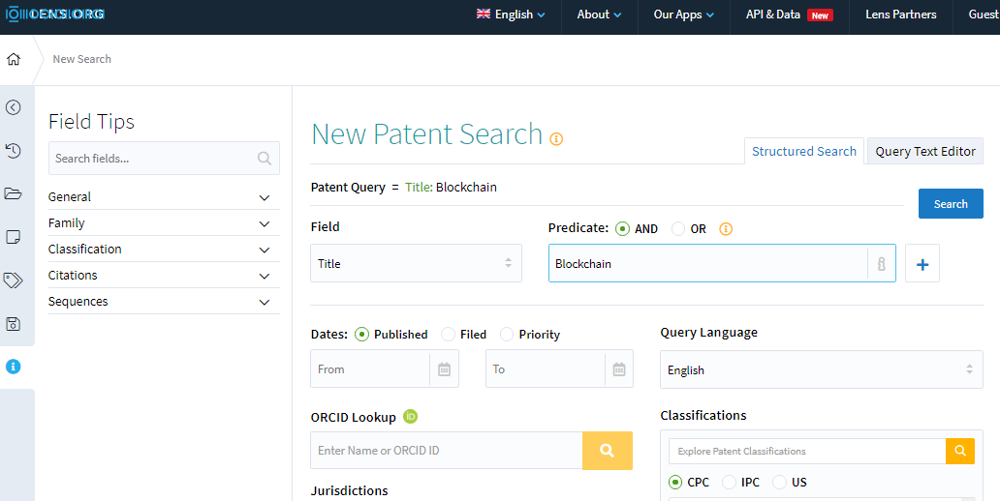 LENS.ORG English About Our Apps API & Data New Lens Partners Guest
New Search
Field Tips
Search fields...
General
Family
Classification
Citations
Sequences
New Patent Search
Structured Search Query Text Editor
Patent Query = Title: Blockchain
Search
Field Predicate: AND OR
Title Blockchain
Dates: Published Filed Priority
From To
Query Language
English
ORCID Lookup iD
Enter Name or ORCID ID
Classifications
Explore Patent Classifications
CPC IPC US
Jurisdictions